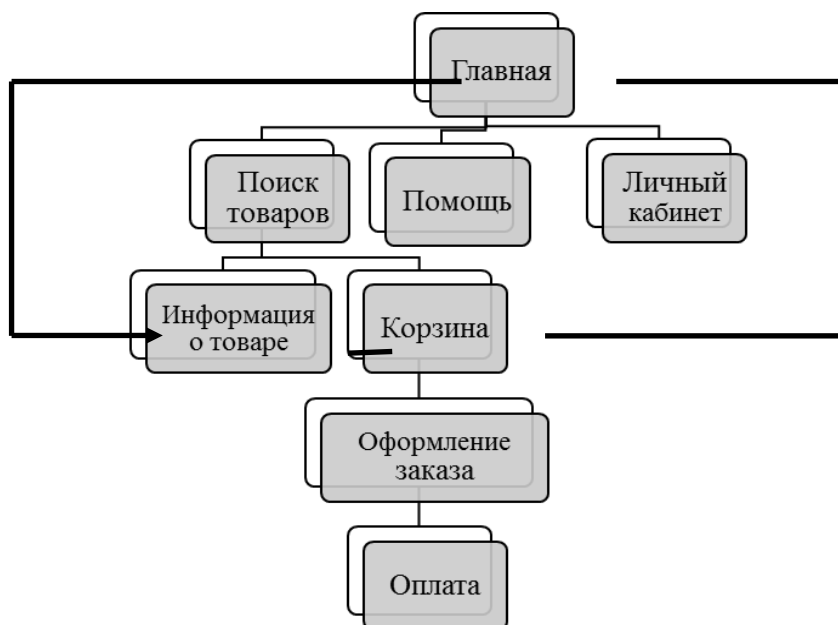 Главная
Поиск
товаров
Помощь
Личный
кабинет
Информация
о товаре
Корзина
Оформление
заказа
Оплата